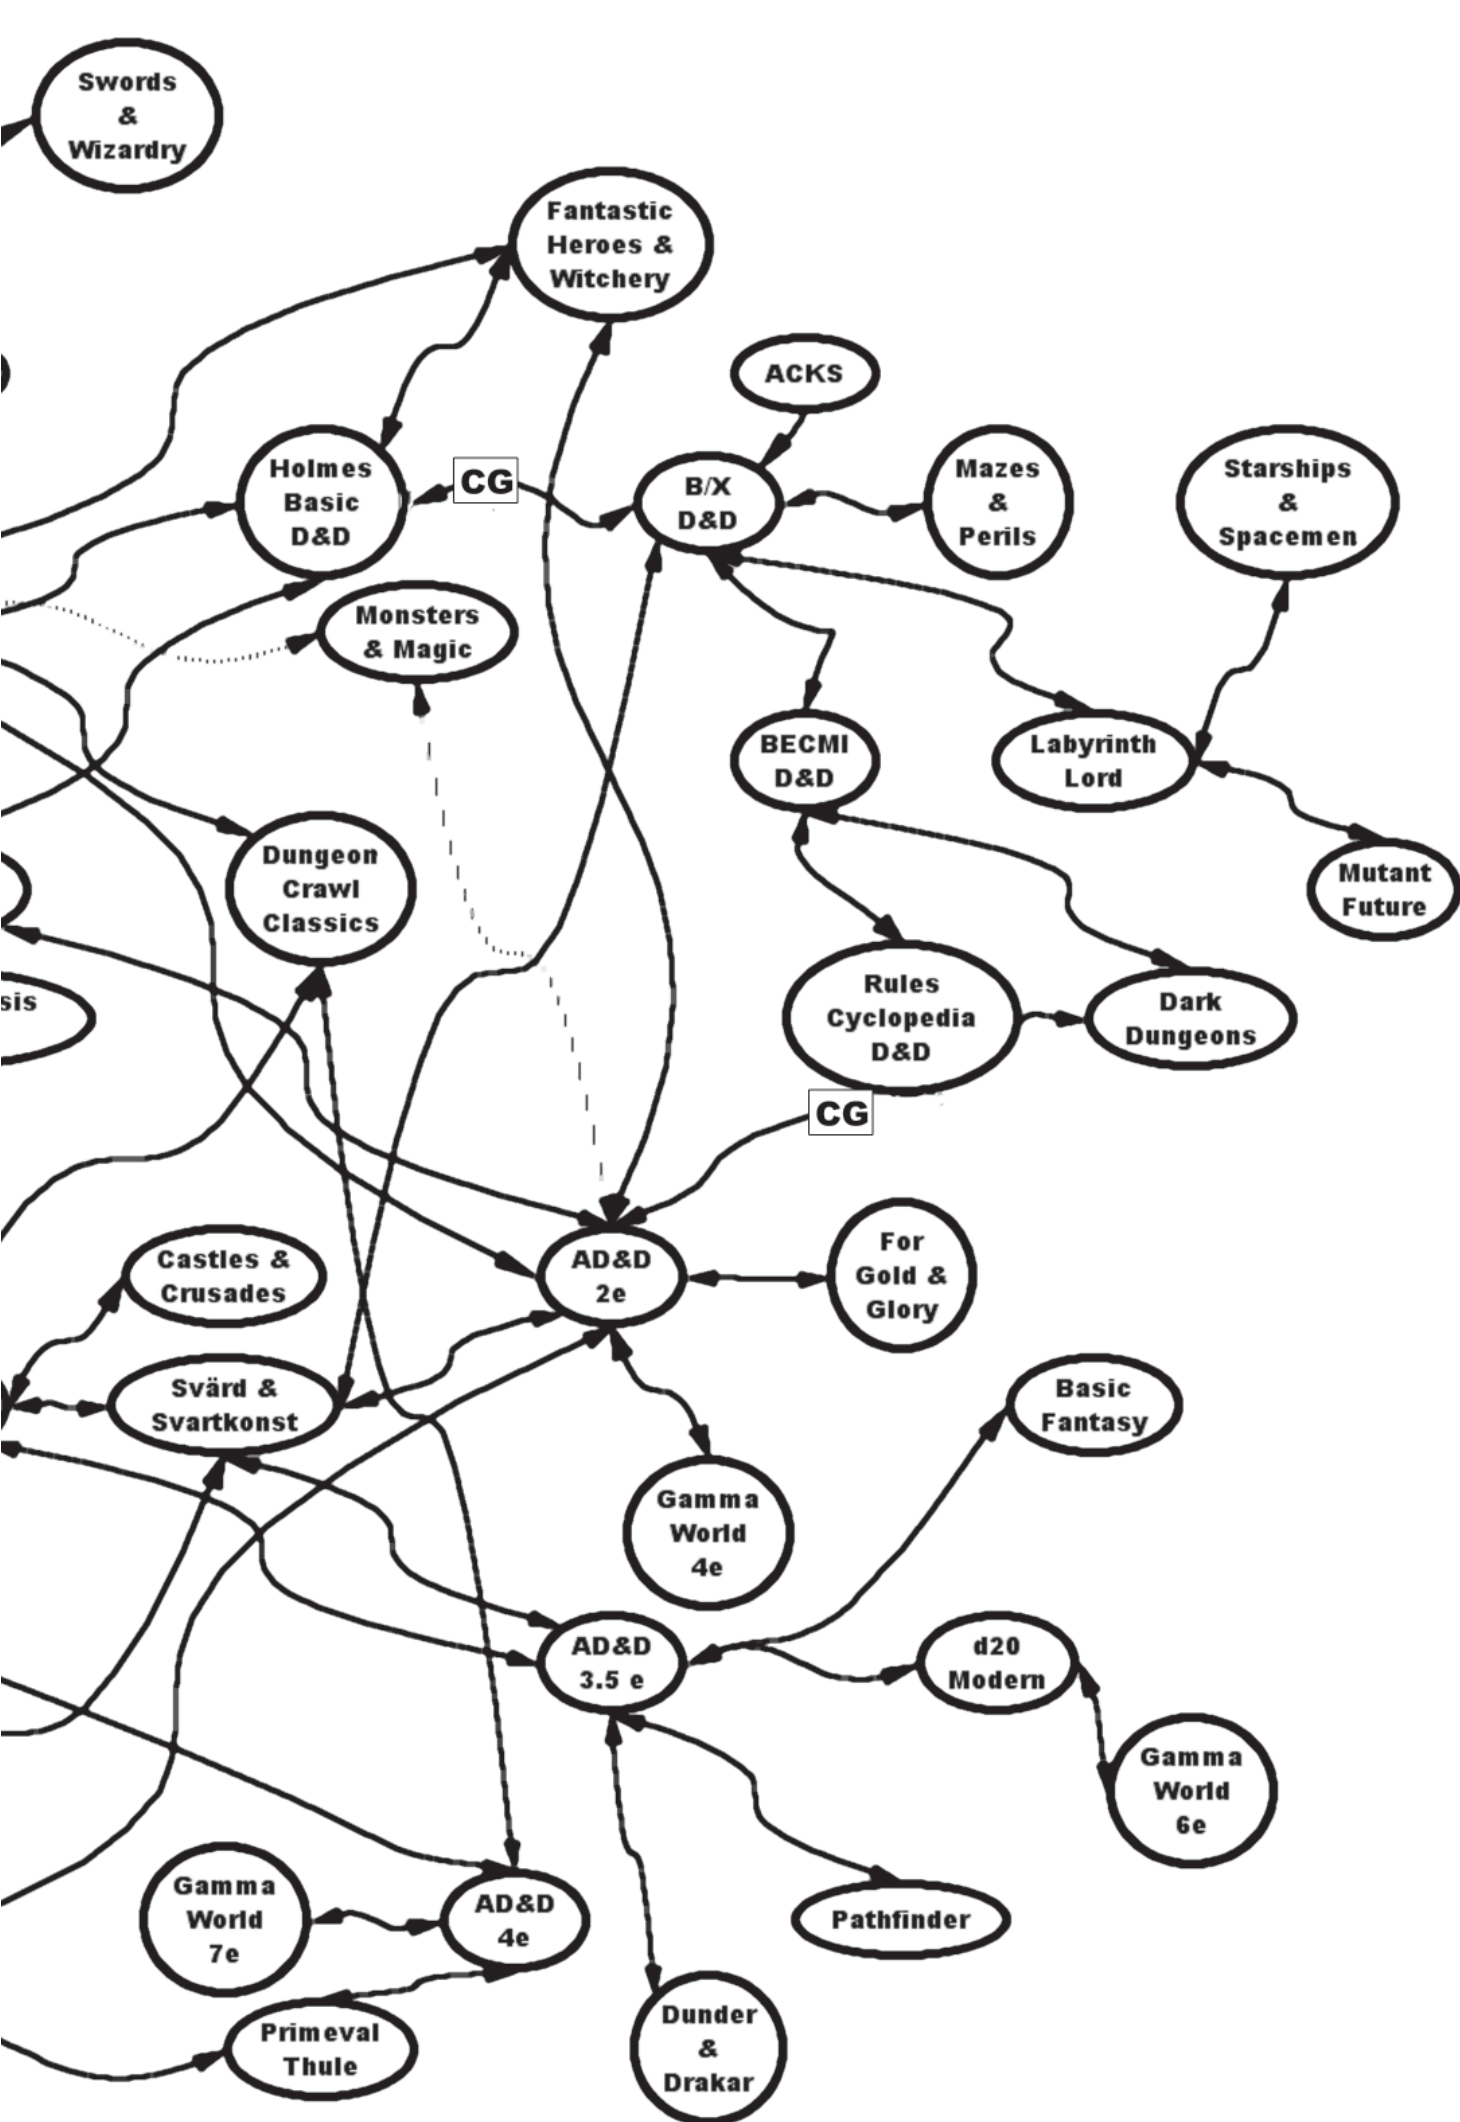 Swords
&
Wizardry
Fantastic
Heroes &
Witchery
ACKS
Holmes
Basic
D&D
CG
B/X
D&D
Mazes
&
Perils
Starships
&
Spacemen
Monsters
& Magic
BECMI
D&D
Labyrinth
Lord
Dungeon
Crawl
Classics
Mutant
Future
sis
Rules
Cyclopedia
D&D
Dark
Dungeons
CG
Castles &
Crusades
AD&D
2e
For
Gold &
Glory
Svärd &
Svartkonst
Basic
Fantasy
Gamma
World
4e
AD&D
3.5 e
d20
Modern
Gamma
World
6e
Gamma
World
7e
AD&D
4e
Pathfinder
Primeval
Thule
Dunder
&
Drakar